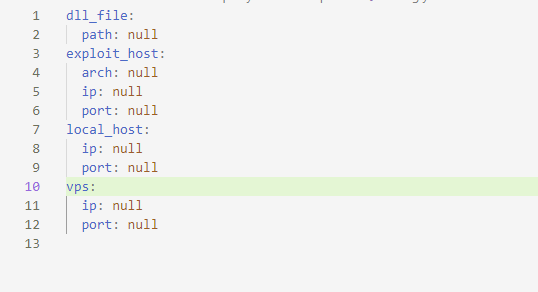 1 dll_file:
2   path: null
3 exploit_host:
4   arch: null
5   ip: null
6   port: null
7 local_host:
8   ip: null
9   port: null
10 vps:
11   ip: null
12   port: null
13